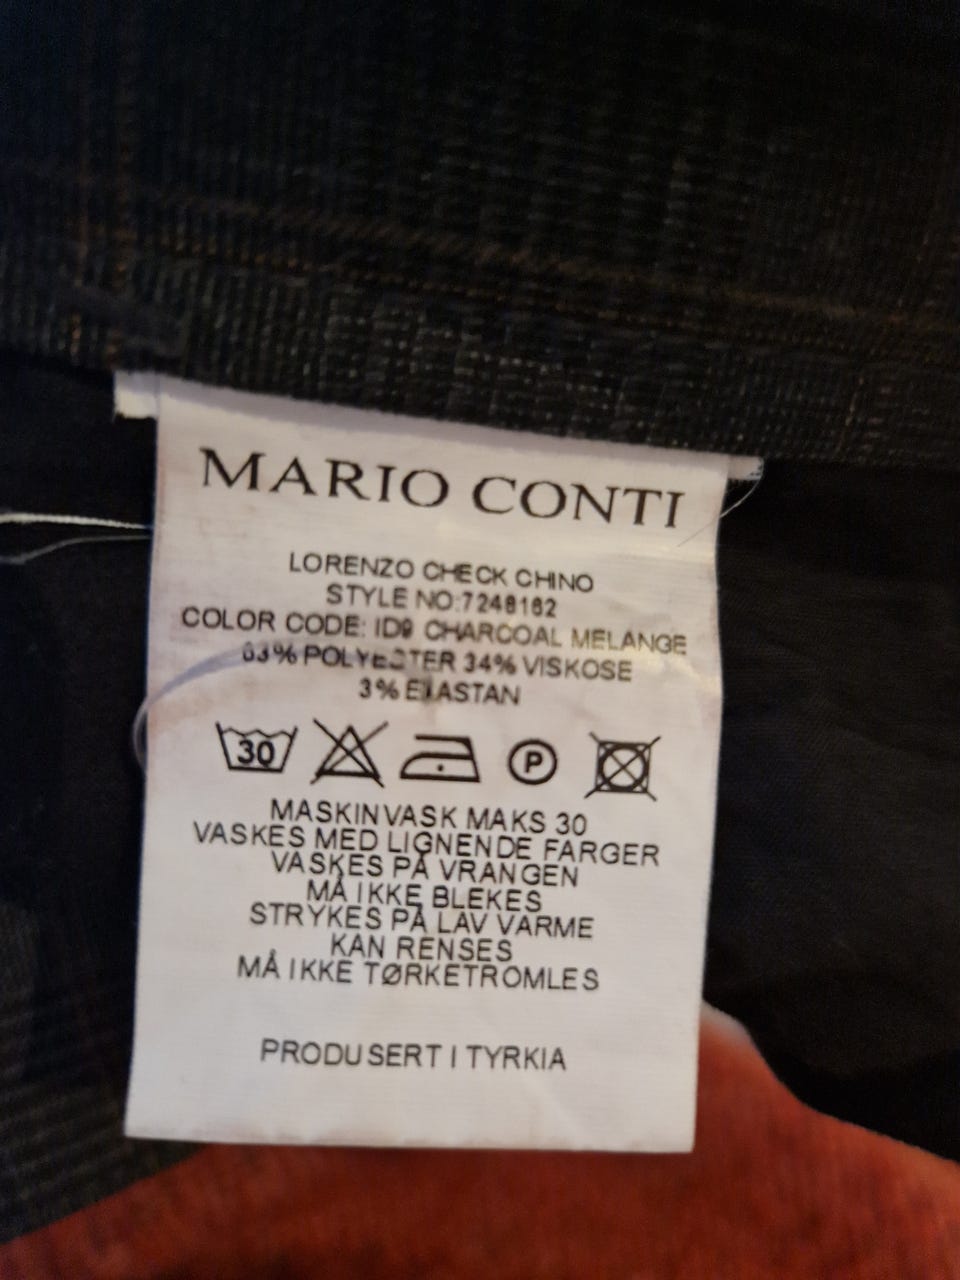 MARIO CONTI
LORENZO CHECK CHINO
STYLE NO:7248182
COLOR CODE: ID9 CHARCOAL MELANGE
63% POLYESTER 34% VISKOSE
3% ELASTAN
30 P
MASKINVASK MAKS 30
VASKES MED LIGNENDE FARGER
VASKES PÅ VRANGEN
MÅ IKKE BLEKES
STRYKES PÅ LAV VARME
KAN RENSES
MÅ IKKE TØRKETROMLES
PRODUSERT I TYRKIA